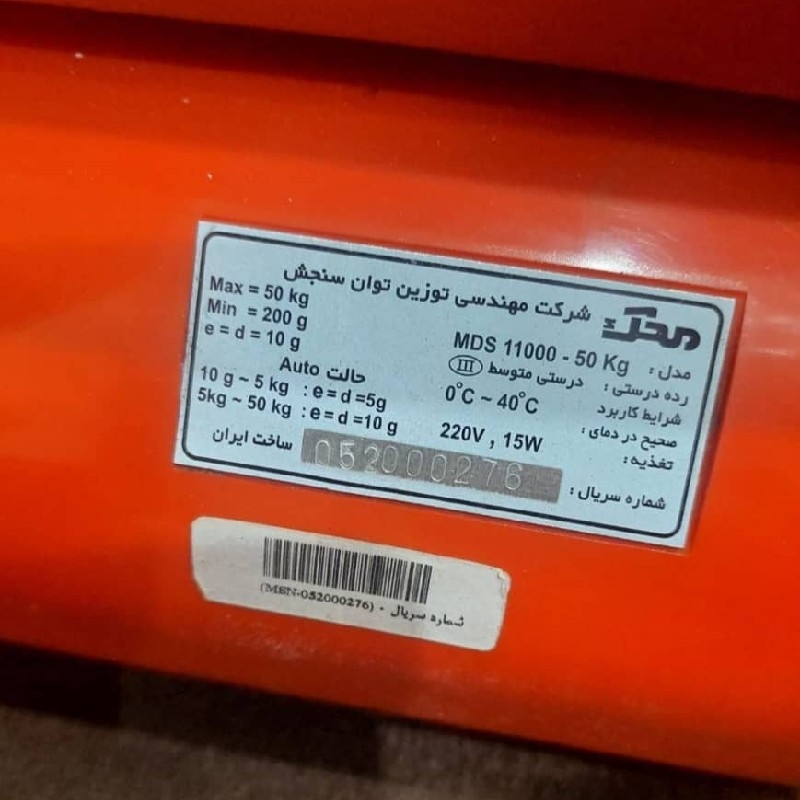 محک شرکت مهندسی توزین توان سنجش
مدل: MDS 11000 - 50 Kg
رده درستی: درستی متوسط III
شرایط کاربرد
صحیح در دمای: 0°C ~ 40°C
تغذیه: 220V , 15W
شماره سریال: 052000276
Max = 50 kg
Min = 200 g
e = d = 10 g
حالت Auto
10 g ~ 5 kg : e = d =5g
5kg ~ 50 kg : e = d =10 g
ساخت ایران
شماره سریال - (MSN-052000276)